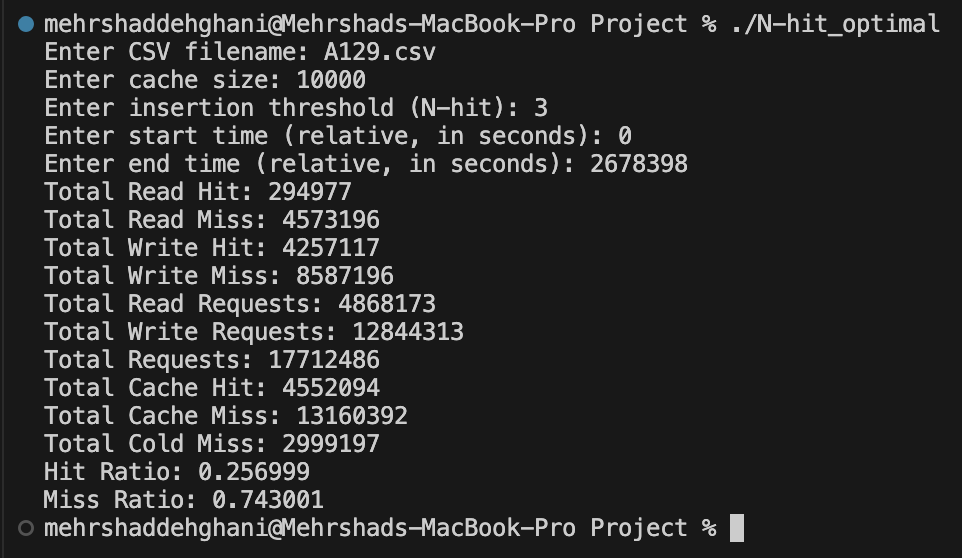 mehrshaddehghani@Mehrshads-MacBook-Pro Project % ./N-hit_optimal
Enter CSV filename: A129.csv
Enter cache size: 10000
Enter insertion threshold (N-hit): 3
Enter start time (relative, in seconds): 0
Enter end time (relative, in seconds): 2678398
Total Read Hit: 294977
Total Read Miss: 4573196
Total Write Hit: 4257117
Total Write Miss: 8587196
Total Read Requests: 4868173
Total Write Requests: 12844313
Total Requests: 17712486
Total Cache Hit: 4552094
Total Cache Miss: 13160392
Total Cold Miss: 2999197
Hit Ratio: 0.256999
Miss Ratio: 0.743001
mehrshaddehghani@Mehrshads-MacBook-Pro Project %